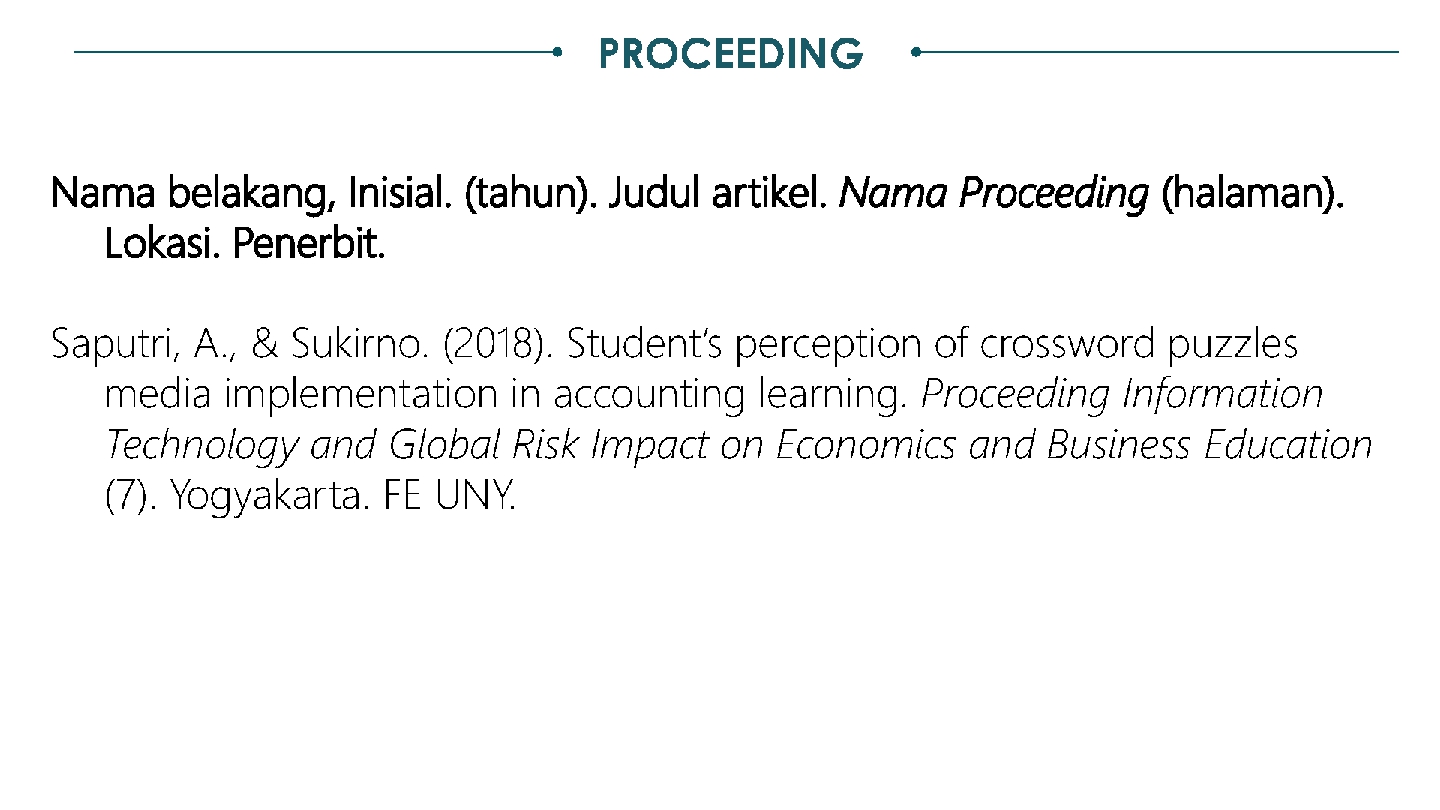 PROCEEDING
Nama belakang, Inisial. (tahun). Judul artikel. Nama Proceeding (halaman).
Lokasi. Penerbit.
Saputri, A., & Sukirno. (2018). Student’s perception of crossword puzzles
media implementation in accounting learning. Proceeding Information
Technology and Global Risk Impact on Economics and Business Education
(7). Yogyakarta. FE UNY.